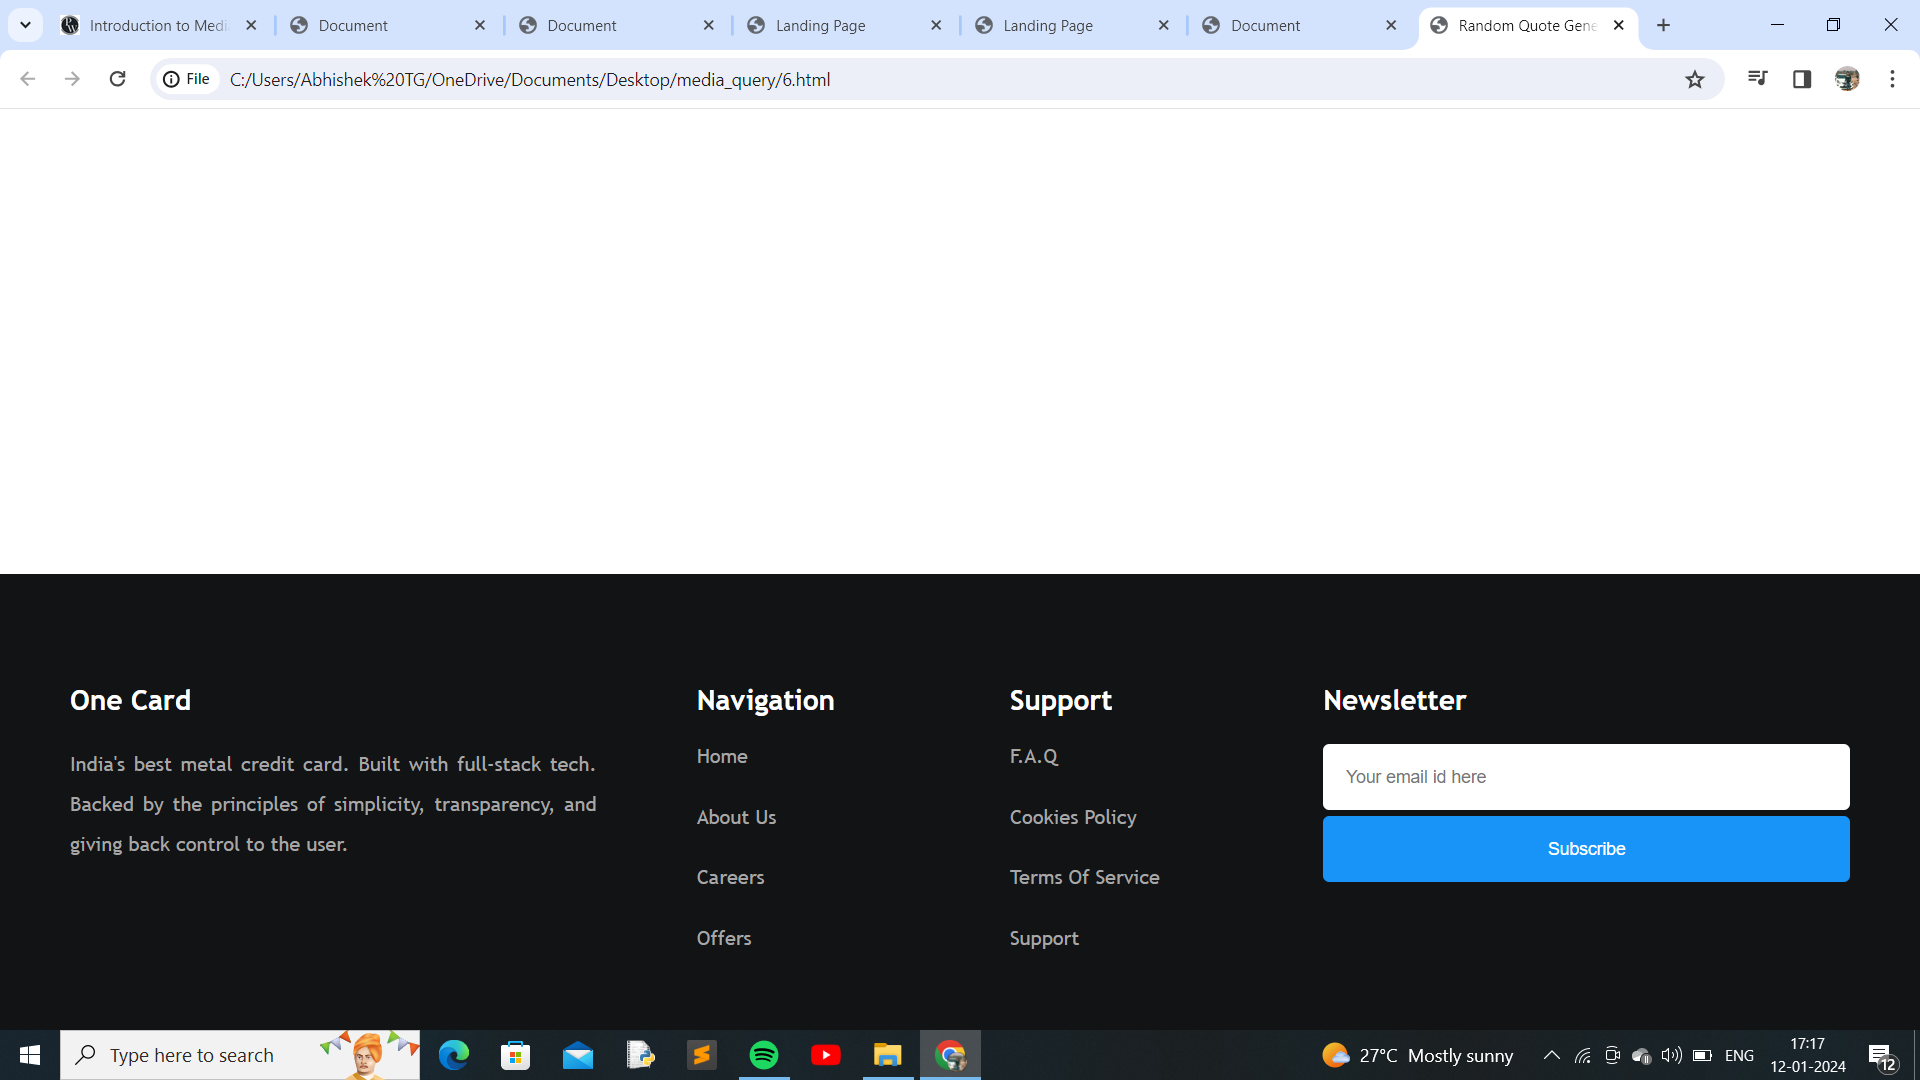 Introduction to Medi
Document
Document
Landing Page
Landing Page
Document
Random Quote Gene
File
C:/Users/Abhishek%20TG/OneDrive/Documents/Desktop/media_query/6.html
One Card
Navigation
Support
Newsletter
India's best metal credit card. Built with full-stack tech.
Backed by the principles of simplicity, transparency, and
giving back control to the user.
Home
About Us
Careers
Offers
F.A.Q
Cookies Policy
Terms Of Service
Support
Your email id here
Subscribe
Type here to search
27°C Mostly sunny
ENG
17:17
12-01-2024
12